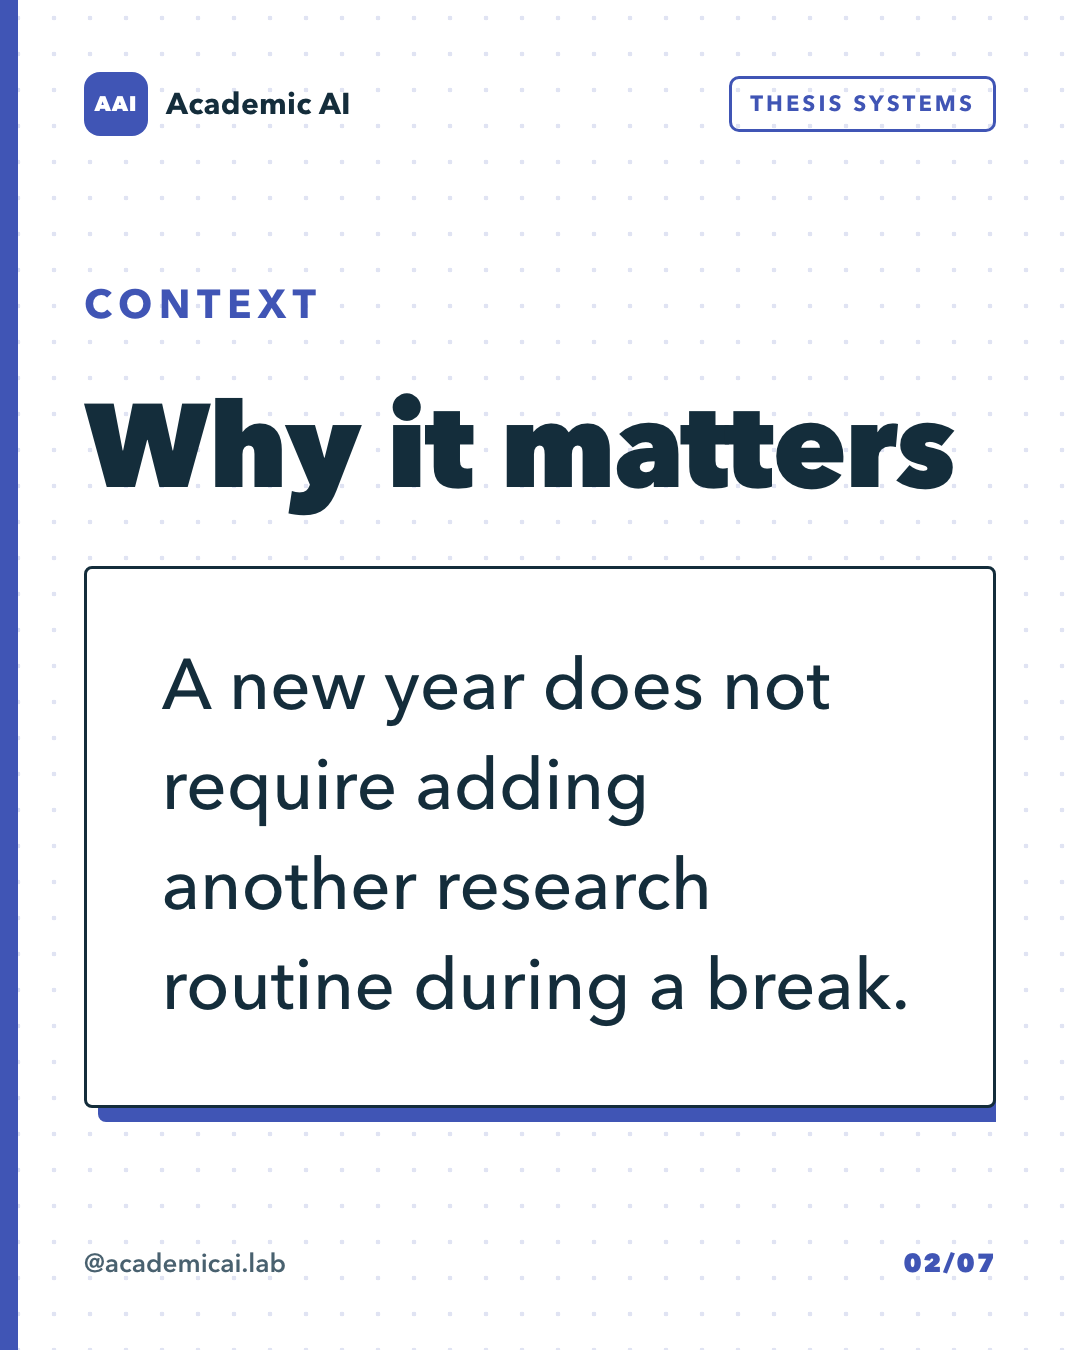 AAI Academic AI
THESIS SYSTEMS
CONTEXT
Why it matters
A new year does not
require adding
another research
routine during a break.
@academicai.lab
02/07